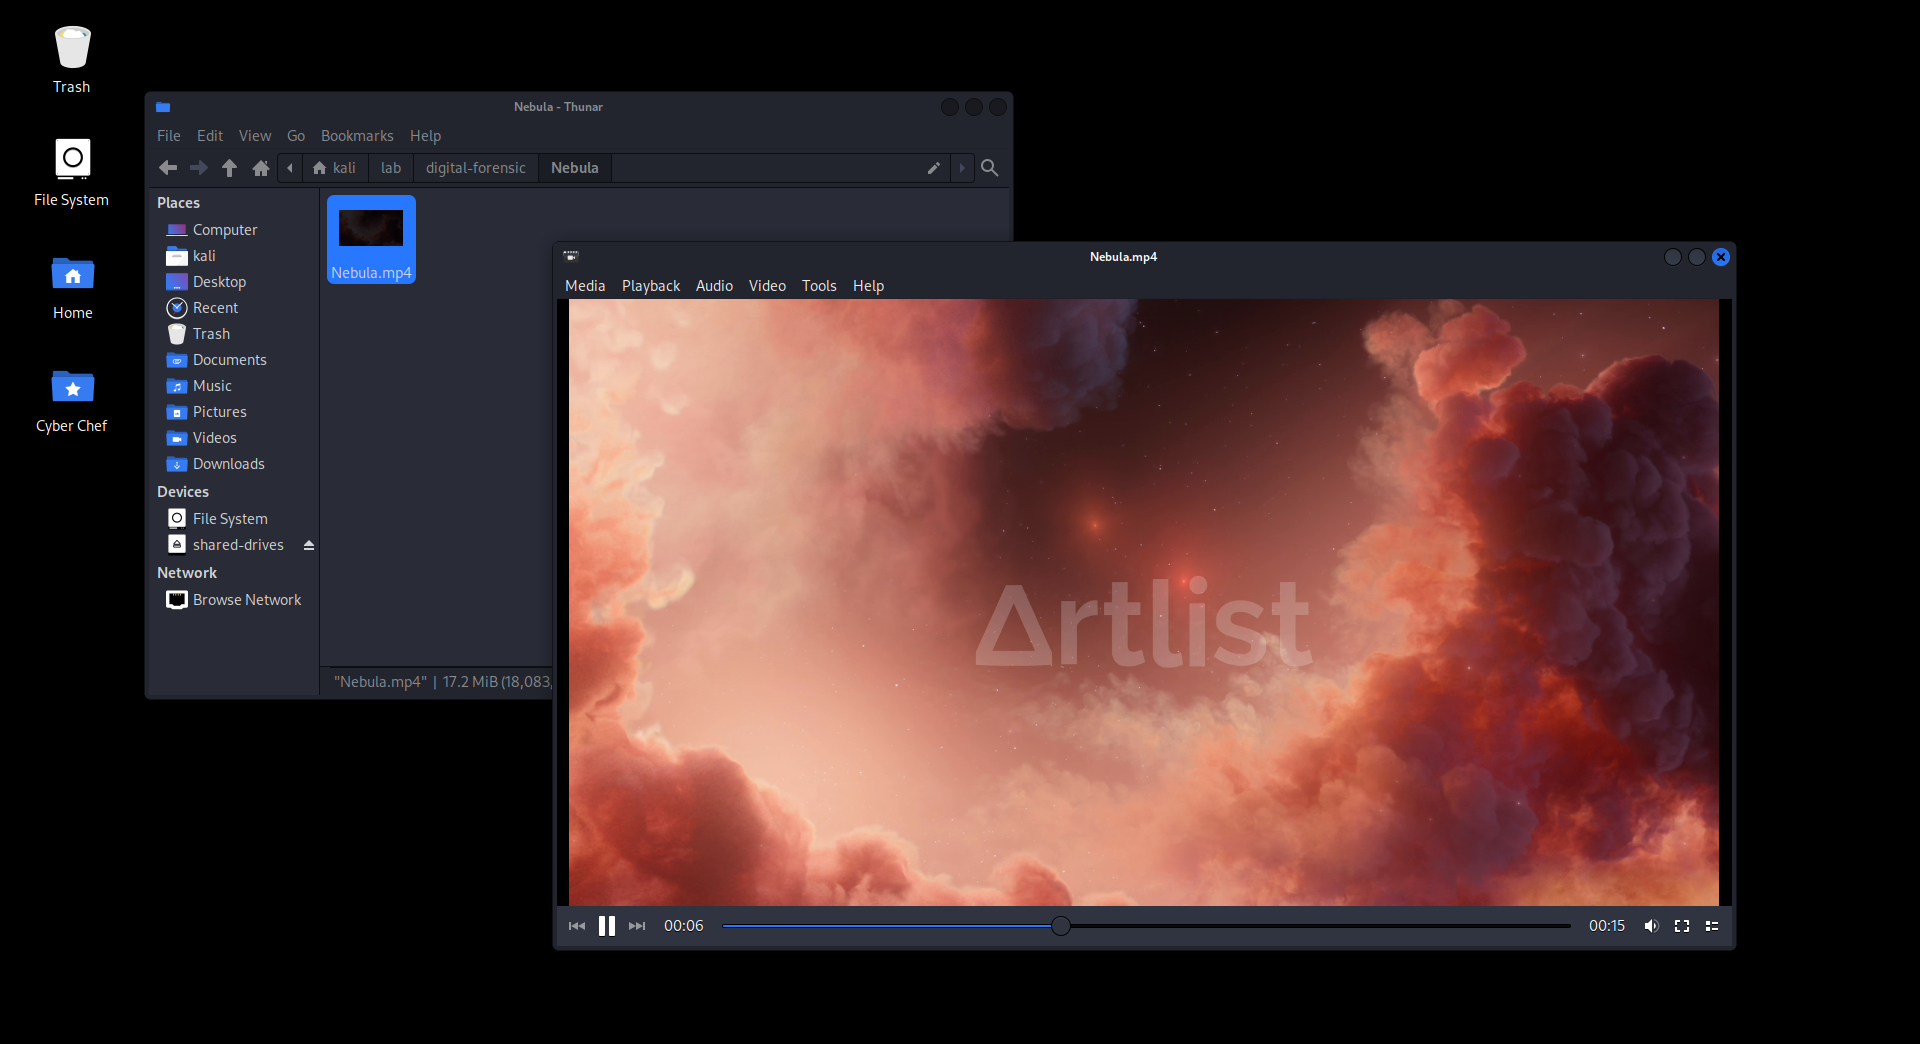 Trash
File System
Home
Cyber Chef
Nebula - Thunar
File Edit View Go Bookmarks Help
kali lab digital-forensic Nebula
Places
Computer
kali
Desktop
Recent
Trash
Documents
Music
Pictures
Videos
Downloads
Devices
File System
shared-drives
Network
Browse Network
Nebula.mp4
"Nebula.mp4" | 17.2 MiB (18,083,
Nebula.mp4
Media Playback Audio Video Tools Help
Artlist
00:06 00:15